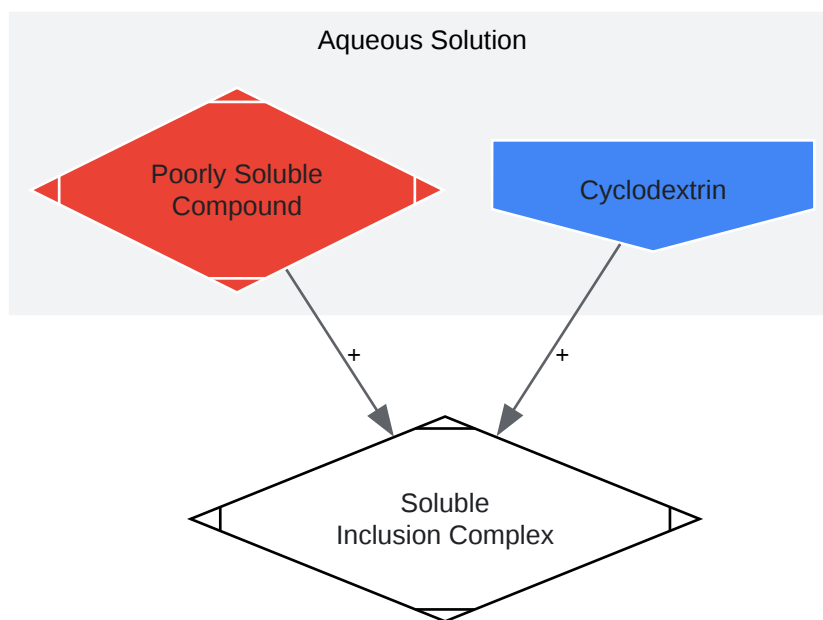 Aqueous Solution
Poorly Soluble
Compound
Cyclodextrin
+
+
Soluble
Inclusion Complex